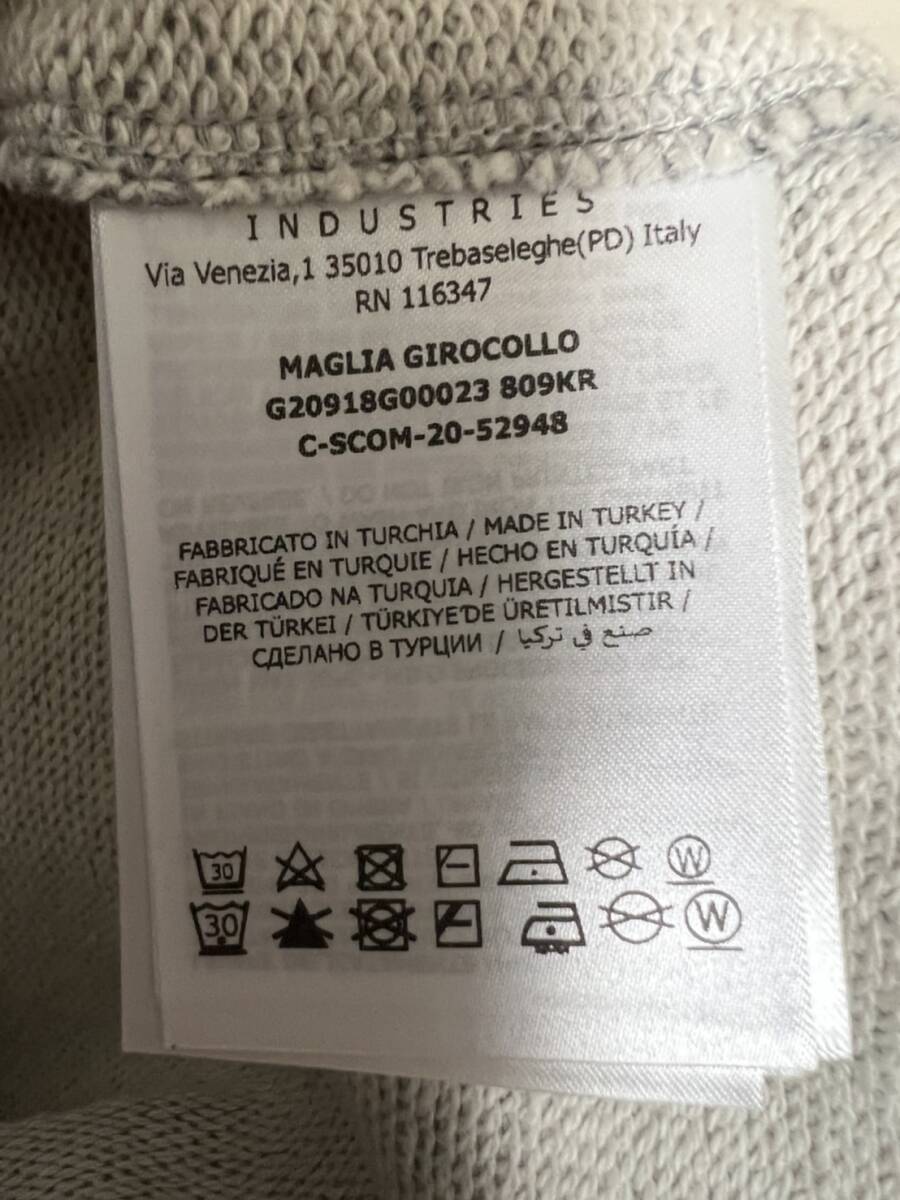 INDUSTRIES
Via Venezia,1 35010 Trebaseleghe(PD) Italy
RN 116347
MAGLIA GIROCOLLO
G20918G00023 809KR
C-SCOM-20-52948
FABBRICATO IN TURCHIA / MADE IN TURKEY /
FABRIQUÉ EN TURQUIE / HECHO EN TURQUÍA /
FABRICADO NA TURQUIA / HERGESTELLT IN
DER TÜRKEI / TÜRKIYE'DE ÜRETILMISTIR /
СДЕЛАНО В ТУРЦИИ / صنع في تركيا
30 W
30 W